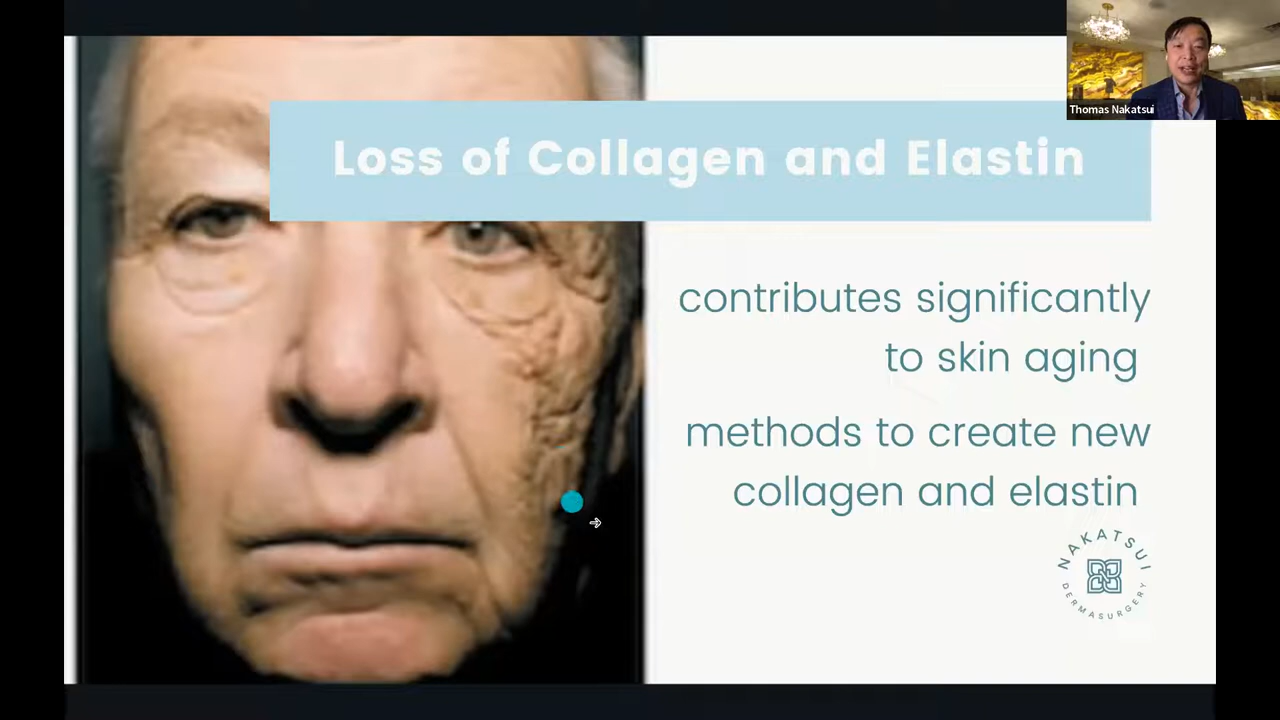 Thomas Nakatsui
Loss of Collagen and Elastin
contributes significantly
to skin aging
methods to create new
collagen and elastin
NAKATSUI
DERMASURGERY